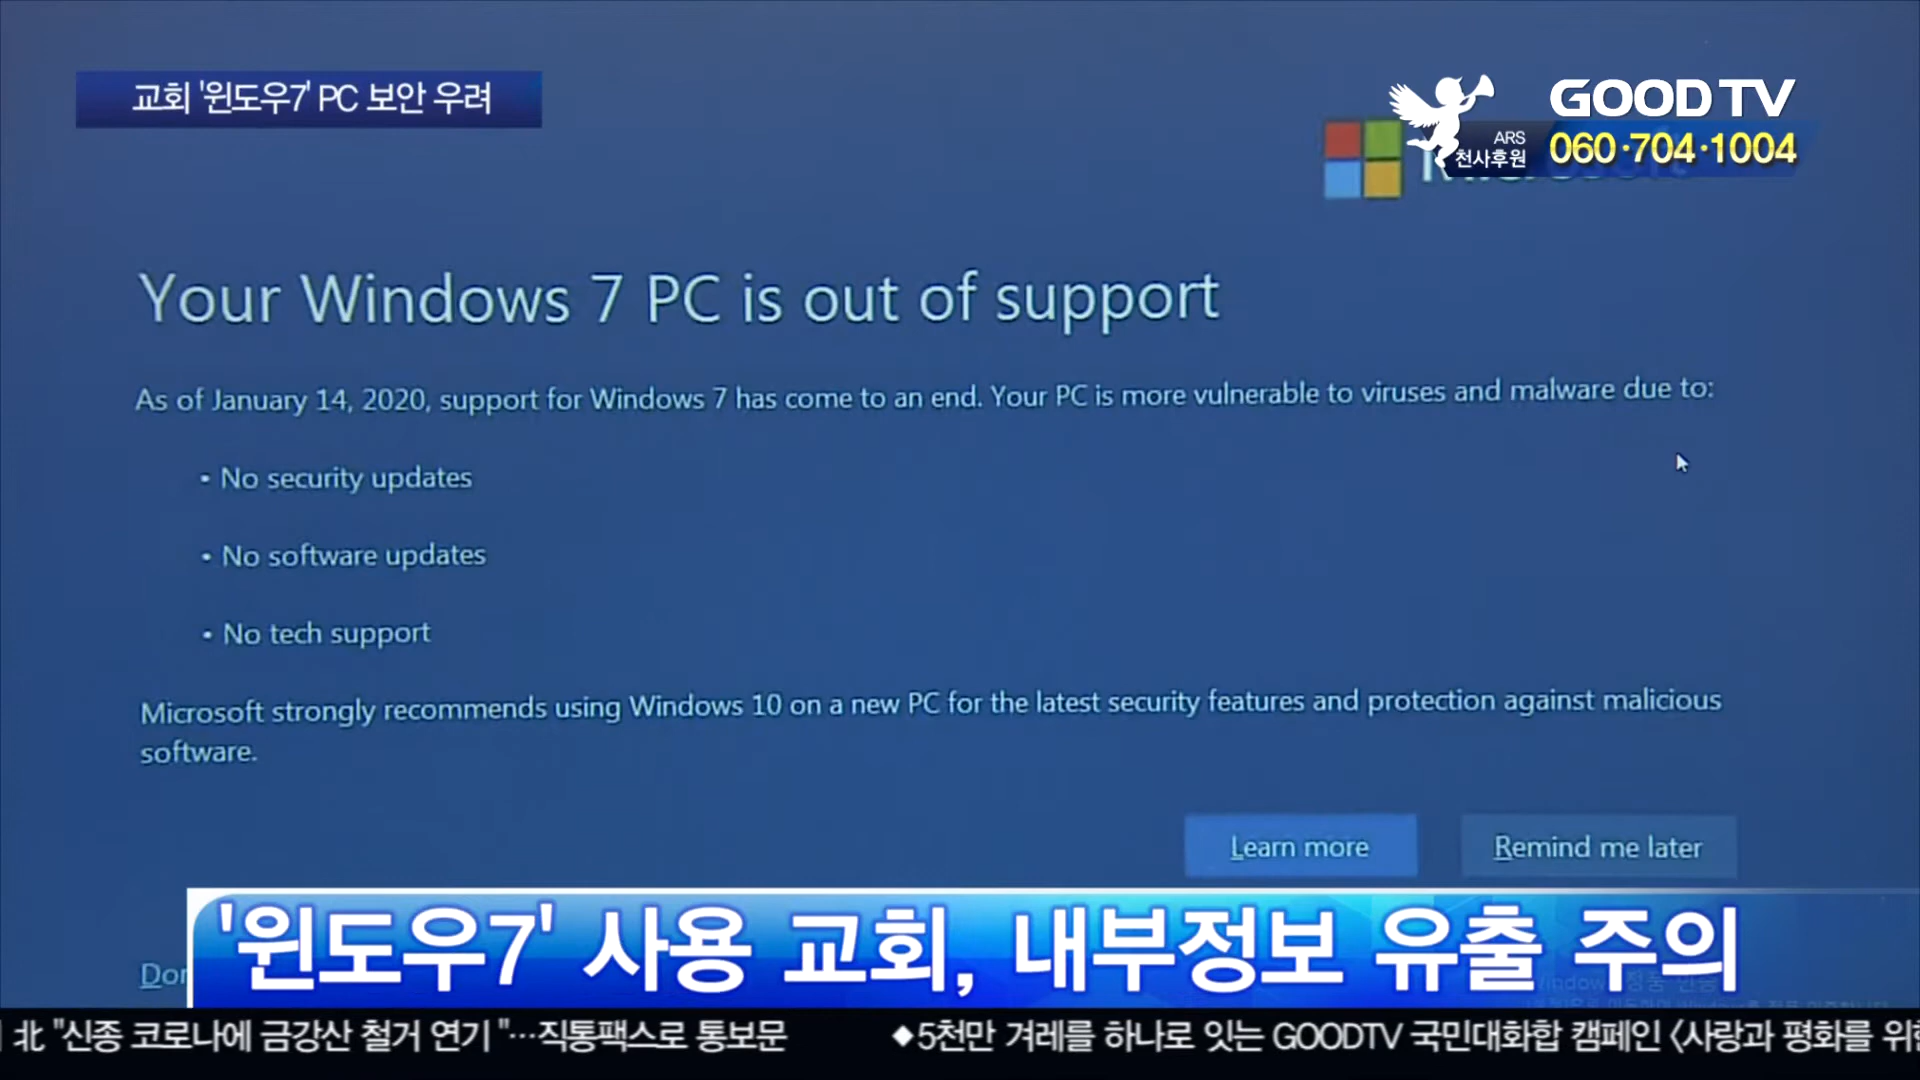 교회 '윈도우7' PC 보안 우려
GOODTV
ARS
천사후원
060·704·1004
Your Windows 7 PC is out of support
As of January 14, 2020, support for Windows 7 has come to an end. Your PC is more vulnerable to viruses and malware due to:
• No security updates
• No software updates
• No tech support
Microsoft strongly recommends using Windows 10 on a new PC for the latest security features and protection against malicious
software.
Learn more
Remind me later
'윈도우7' 사용 교회, 내부정보 유출 주의
北 "신종 코로나에 금강산 철거 연기 "…직통팩스로 통보문
◆5천만 겨레를 하나로 잇는 GOODTV 국민대화합 캠페인 〈사랑과 평화를